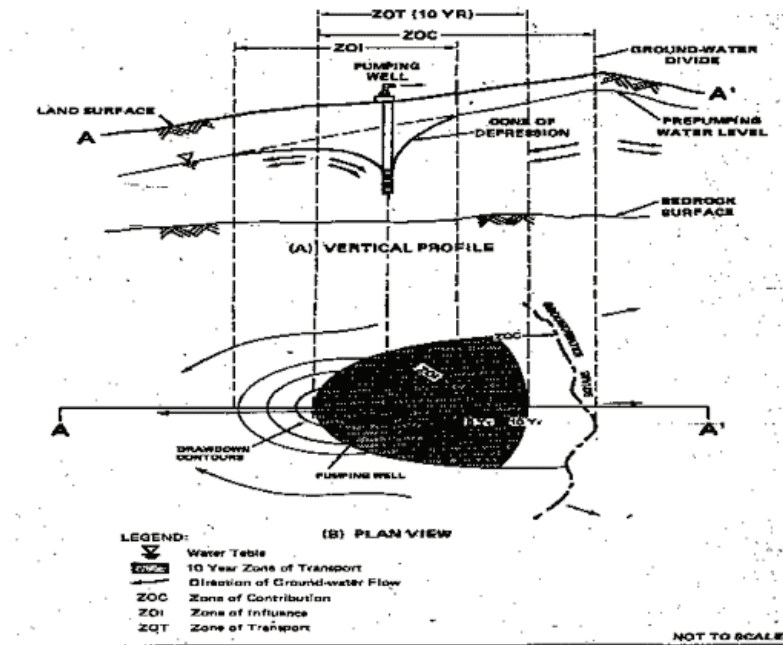 ZOT (10 YR)
ZOC
ZOI
PUMPING
WELL
GROUND-WATER
DIVIDE
LAND SURFACE
A
A'
CONE OF
DEPRESSION
PREPUMPING
WATER LEVEL
BEDROCK
SURFACE
(A) VERTICAL PROFILE
ZOC
DIVIDE
ZOT
10 Yr
A
A'
DRAWDOWN
CONTOURS
PUMPING WELL
(B) PLAN VIEW
LEGEND:
Water Table
10 Year Zone of Transport
Direction of Ground-water Flow
ZOC Zone of Contribution
ZOI Zone of Influence
ZOT Zone of Transport
NOT TO SCALE